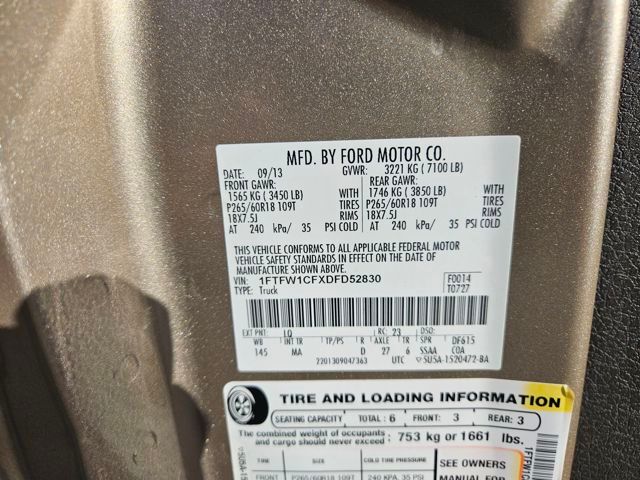 MFD. BY FORD MOTOR CO.
DATE: 09/13 GVWR: 3221 KG ( 7100 LB)
FRONT GAWR: REAR GAWR:
1565 KG ( 3450 LB) WITH 1746 KG ( 3850 LB) WITH
P265/60R18 109T TIRES P265/60R18 109T TIRES
18X7.5J RIMS 18X7.5J RIMS
AT 240 kPa/ 35 PSI COLD AT 240 kPa/ 35 PSI COLD
THIS VEHICLE CONFORMS TO ALL APPLICABLE FEDERAL MOTOR
VEHICLE SAFETY STANDARDS IN EFFECT ON THE DATE OF
MANUFACTURE SHOWN ABOVE.
VIN: 1FTFW1CFXDFD52830 F0014
TYPE: Truck T0727
EXT PNT: LQ RC: 23 DSO:
WB INT TR TP/PS R AXLE TR SPR DF615
145 MA D 27 6 SSAA COA
2201309047363 UTC ▽5U5A-1520472-BA
TIRE AND LOADING INFORMATION
SEATING CAPACITY TOTAL : 6 FRONT: 3 REAR: 3
The combined weight of occupants
and cargo should never exceed: 753 kg or 1661 lbs.
TIRE SIZE COLD TIRE PRESSURE SEE OWNERS
FRONT P265/60R18 109T 240 KPA, 35 PSI MANUAL FOR